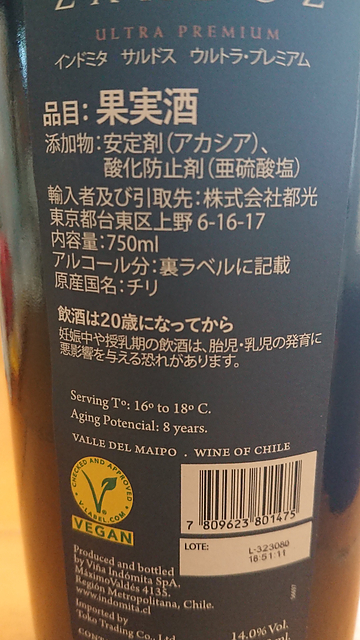 ULTRA PREMIUM
インドミタ サルドス ウルトラ・プレミアム
品目：果実酒
添加物：安定剤（アカシア）、
酸化防止剤（亜硫酸塩）
輸入者及び引取先：株式会社都光
東京都台東区上野 6-16-17
内容量：750ml
アルコール分：裏ラベルに記載
原産国名：チリ
飲酒は20歳になってから
妊娠中や授乳期の飲酒は、胎児・乳児の発育に
悪影響を与える恐れがあります。
Serving Tº: 16º to 18º C.
Aging Potencial: 8 years.
VALLE DEL MAIPO . WINE OF CHILE
CHECKED AND APPROVED
V-LABEL.COM
VEGAN
7 809623 801475
LOTE:
L-323080
16:51:11
Produced and bottled
by Viña Indómita SpA.
MáximoValdés 4135.
Región Metropolitana, Chile.
www.indomita.cl
Imported by
Toko Trading Co., Ltd
14.0% Vol.